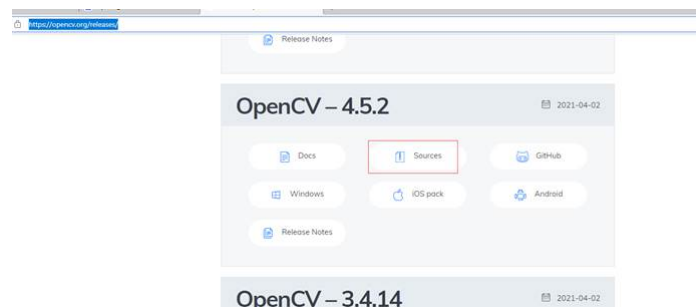 https://opencv.org/releases/
Release Notes
OpenCV – 4.5.2
2021-04-02
Docs
Sources
GitHub
Windows
iOS pack
Android
Release Notes
OpenCV – 3.4.14
2021-04-02